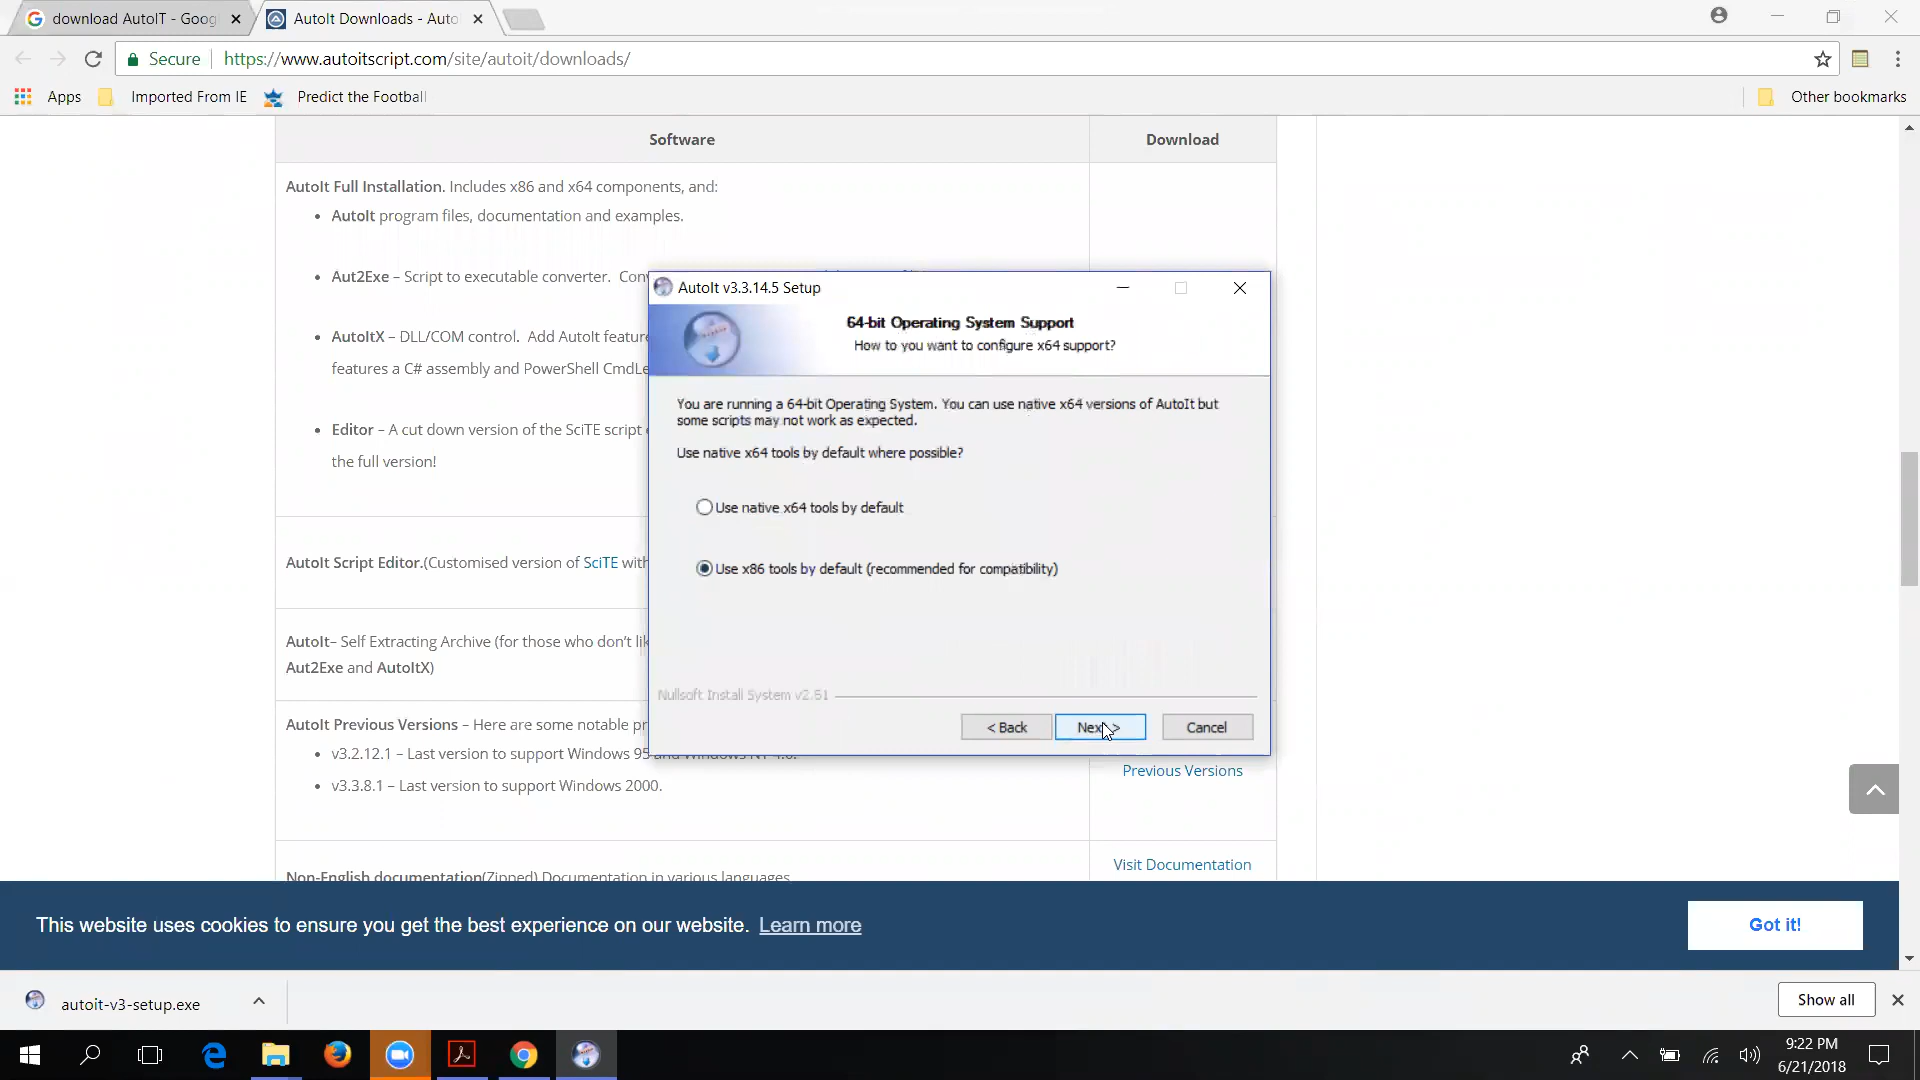 download AutoIT - Goog
AutoIt Downloads - Auto
Secure
https://www.autoitscript.com/site/autoit/downloads/
Apps
Imported From IE
Predict the Football
Other bookmarks
Software
Download
AutoIt Full Installation. Includes x86 and x64 components, and:
AutoIt program files, documentation and examples.
Aut2Exe – Script to executable converter. Conv
AutoItX – DLL/COM control. Add AutoIt feature
features a C# assembly and PowerShell CmdLe
Editor – A cut down version of the SciTE script e
the full version!
AutoIt Script Editor.(Customised version of SciTE with
AutoIt– Self Extracting Archive (for those who don't lik
Aut2Exe and AutoItX)
AutoIt Previous Versions – Here are some notable pr
v3.2.12.1 – Last version to support Windows 95 and Windows NT 4.0.
v3.3.8.1 – Last version to support Windows 2000.
Previous Versions
Non-English documentation(Zipped) Documentation in various languages
Visit Documentation
AutoIt v3.3.14.5 Setup
64-bit Operating System Support
How to you want to configure x64 support?
You are running a 64-bit Operating System. You can use native x64 versions of AutoIt but
some scripts may not work as expected.
Use native x64 tools by default where possible?
Use native x64 tools by default
Use x86 tools by default (recommended for compatibility)
Nullsoft Install System v2.51
< Back
Next >
Cancel
This website uses cookies to ensure you get the best experience on our website. Learn more
Got it!
autoit-v3-setup.exe
Show all
9:22 PM
6/21/2018